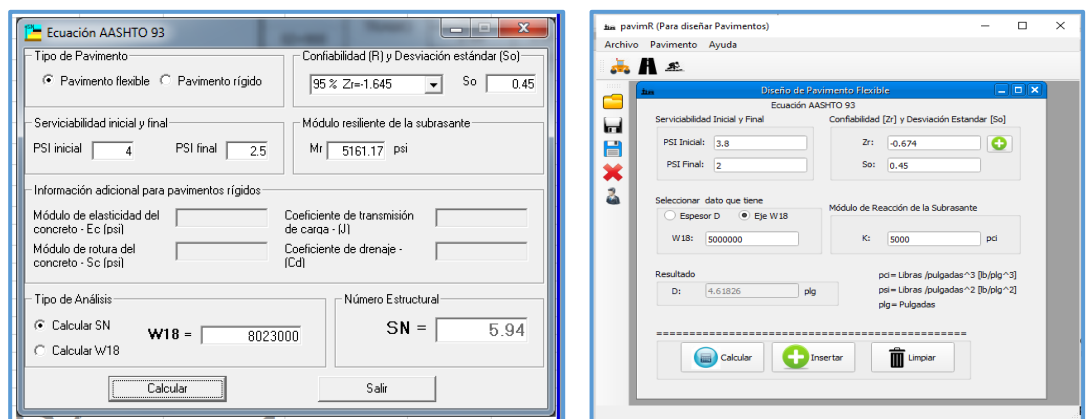 Ecuación AASHTO 93
Tipo de Pavimento
Pavimento flexible Pavimento rígido
Confiabilidad (R) y Desviación estándar (So)
95 % Zr=-1.645 So 0.45
Serviciabilidad inicial y final
PSI inicial 4 PSI final 2.5
Módulo resiliente de la subrasante
Mr 5161.17 psi
Información adicional para pavimentos rígidos
Módulo de elasticidad del
concreto - Ec (psi)
Coeficiente de transmisión
de carga - (J)
Módulo de rotura del
concreto - Sc (psi)
Coeficiente de drenaje -
(Cd)
Tipo de Análisis
Calcular SN
W18 = 8023000
Calcular W18
Número Estructural
SN = 5.94
Calcular Salir
pavimR (Para diseñar Pavimentos)
Archivo Pavimento Ayuda
Diseño de Pavimento Flexible
Ecuación AASHTO 93
Serviciabilidad Inicial y Final
PSI Inicial: 3.8
PSI Final: 2
Confiabilidad [Zr] y Desviación Estandar [So]
Zr: -0.674
So: 0.45
Seleccionar dato que tiene
Espesor D Eje W18
W18: 5000000
Módulo de Reacción de la Subrasante
K: 5000 pci
Resultado
D: 4.61826 plg
pci= Libras /pulgadas^3 [lb/plg^3]
psi= Libras /pulgadas^2 [lb/plg^2]
plg= Pulgadas
===============================================
Calcular Insertar Limpiar